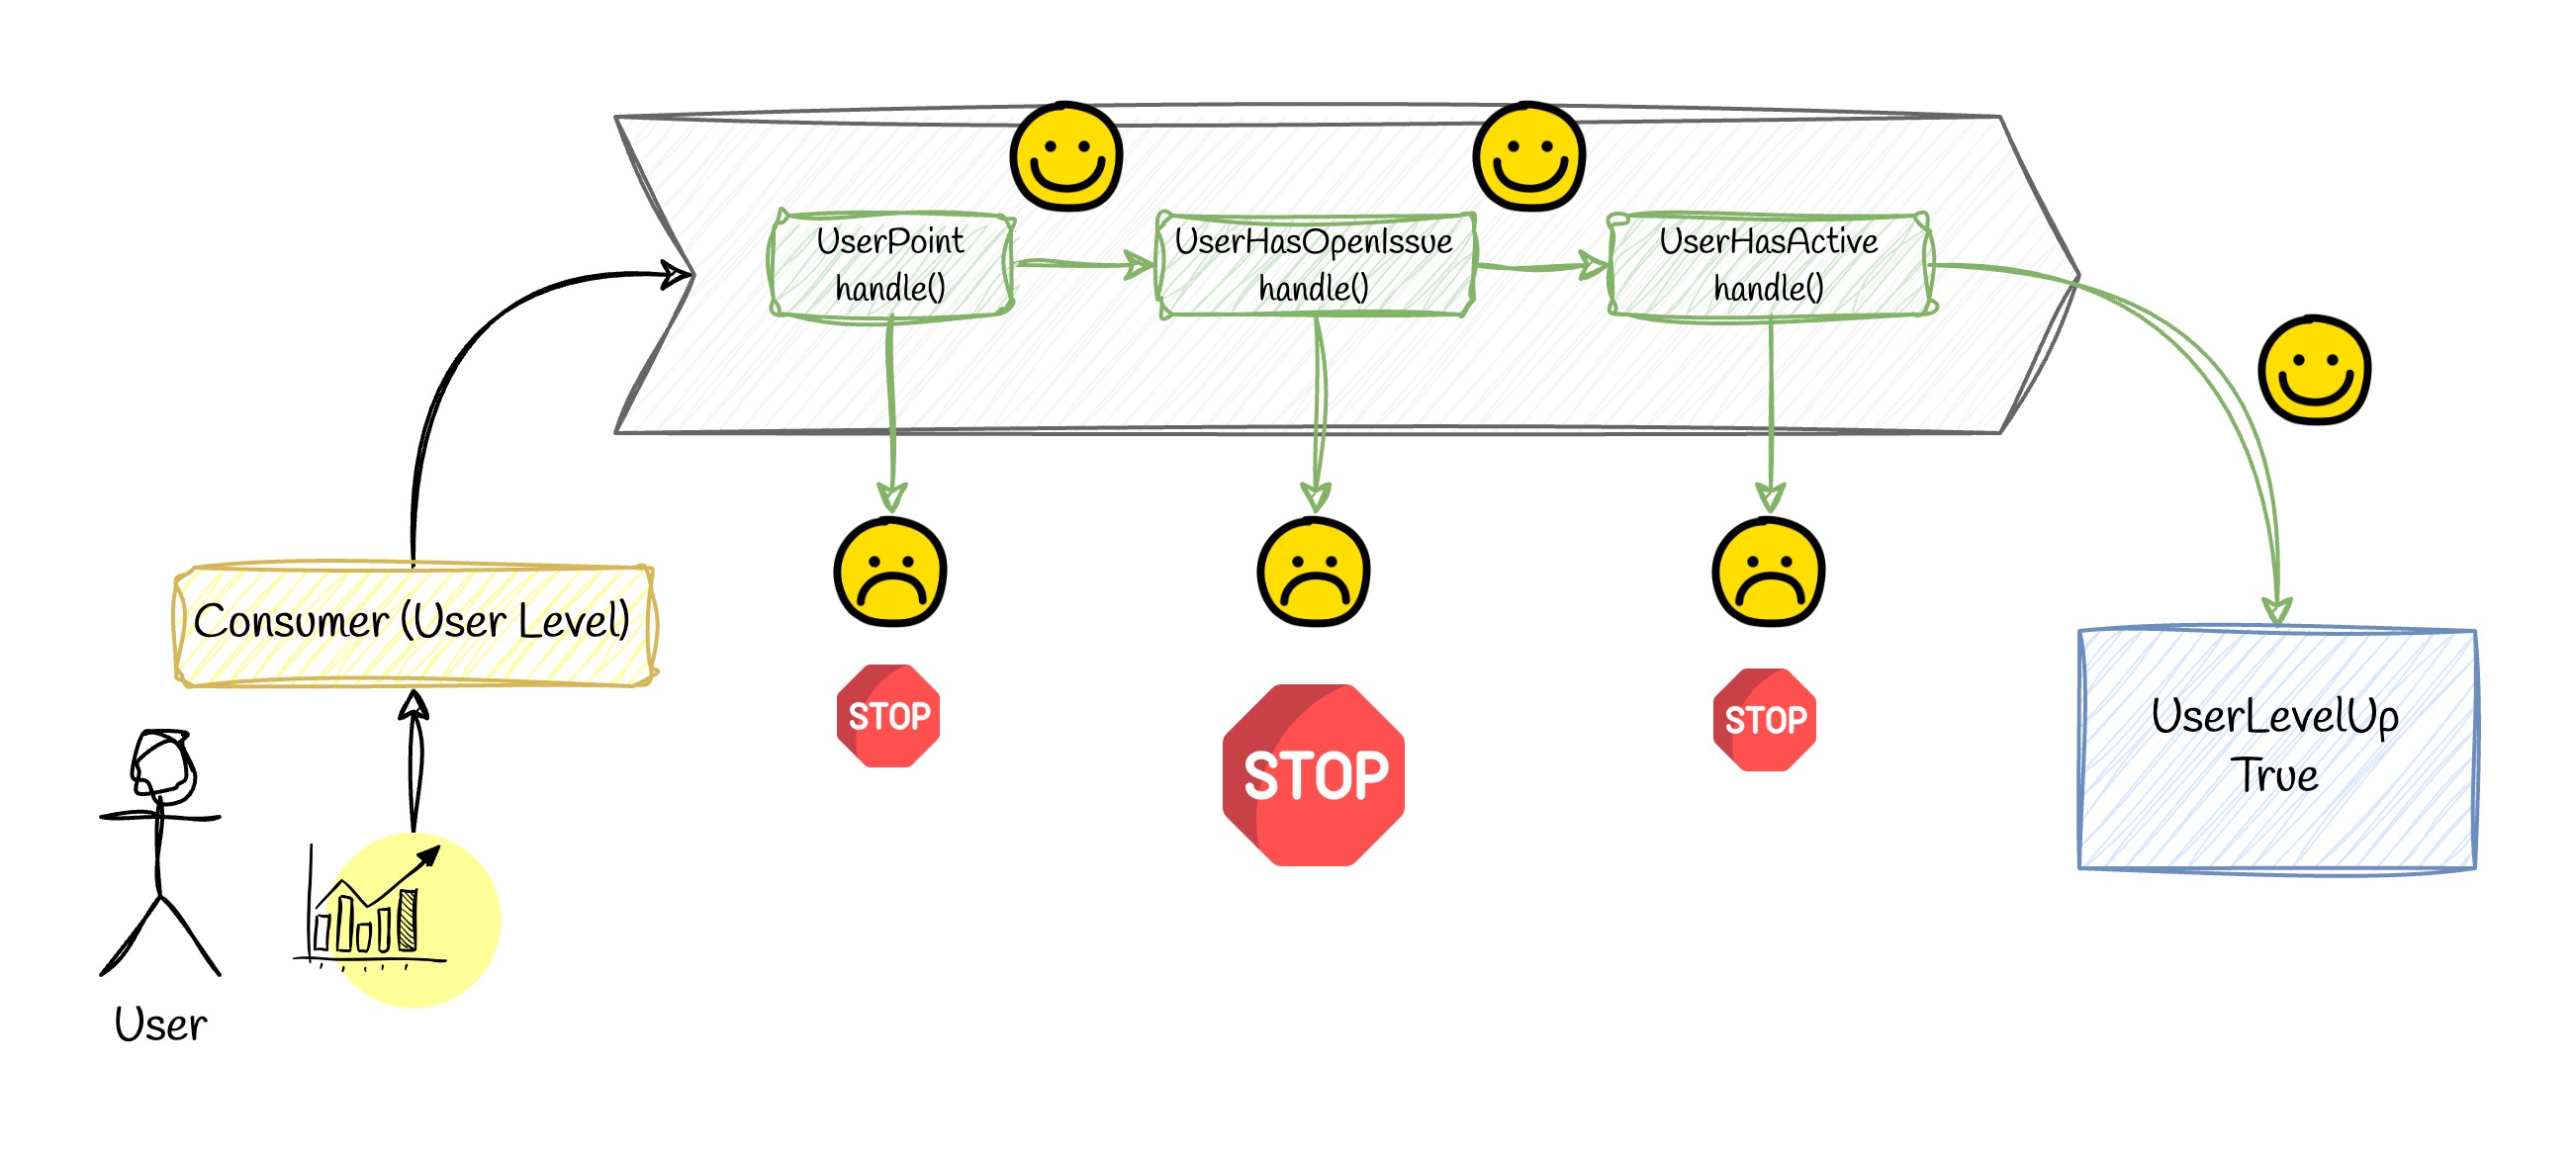 UserPoint
handle()
UserHasOpenIssue
handle()
UserHasActive
handle()
Consumer (User Level)
STOP
STOP
STOP
UserLevelUp
True
User